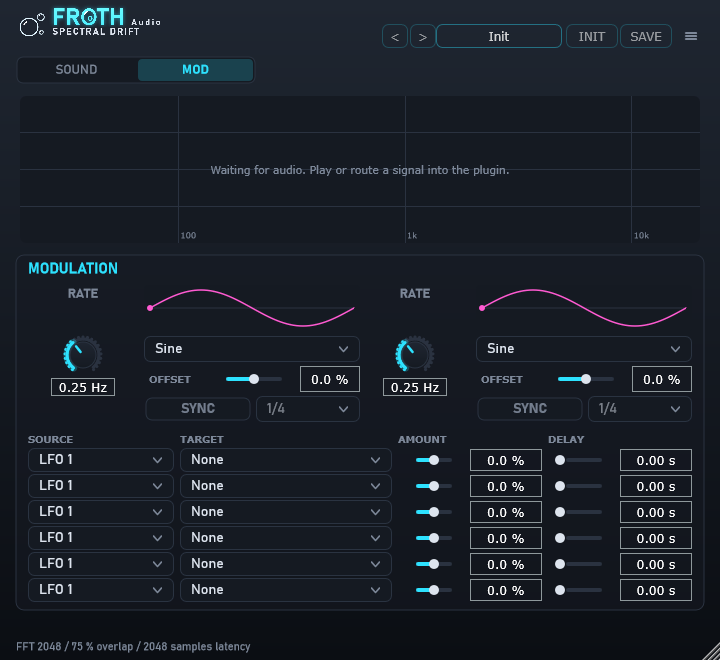 FROTH Audio
SPECTRAL DRIFT
< > Init INIT SAVE
SOUND MOD
Waiting for audio. Play or route a signal into the plugin.
100 1k 10k
MODULATION
RATE RATE
Sine Sine
OFFSET 0.0 % OFFSET 0.0 %
0.25 Hz 0.25 Hz
SYNC 1/4 SYNC 1/4
SOURCE TARGET AMOUNT DELAY
LFO 1 None 0.0 % 0.00 s
LFO 1 None 0.0 % 0.00 s
LFO 1 None 0.0 % 0.00 s
LFO 1 None 0.0 % 0.00 s
LFO 1 None 0.0 % 0.00 s
LFO 1 None 0.0 % 0.00 s
FFT 2048 / 75 % overlap / 2048 samples latency